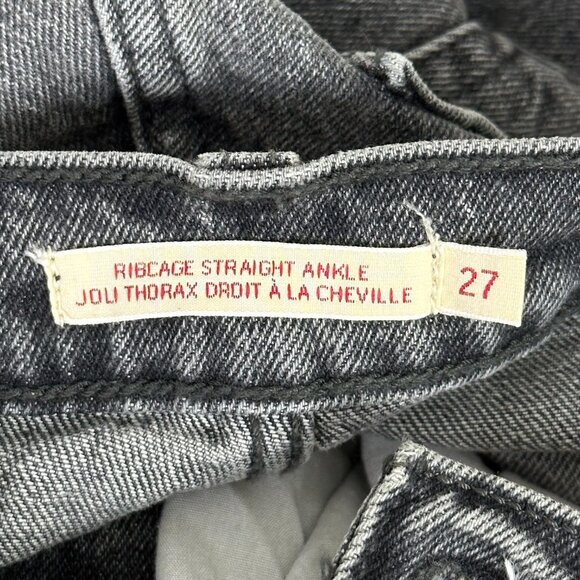 RIBCAGE STRAIGHT ANKLE
JOLI THORAX DROIT À LA CHEVILLE
27